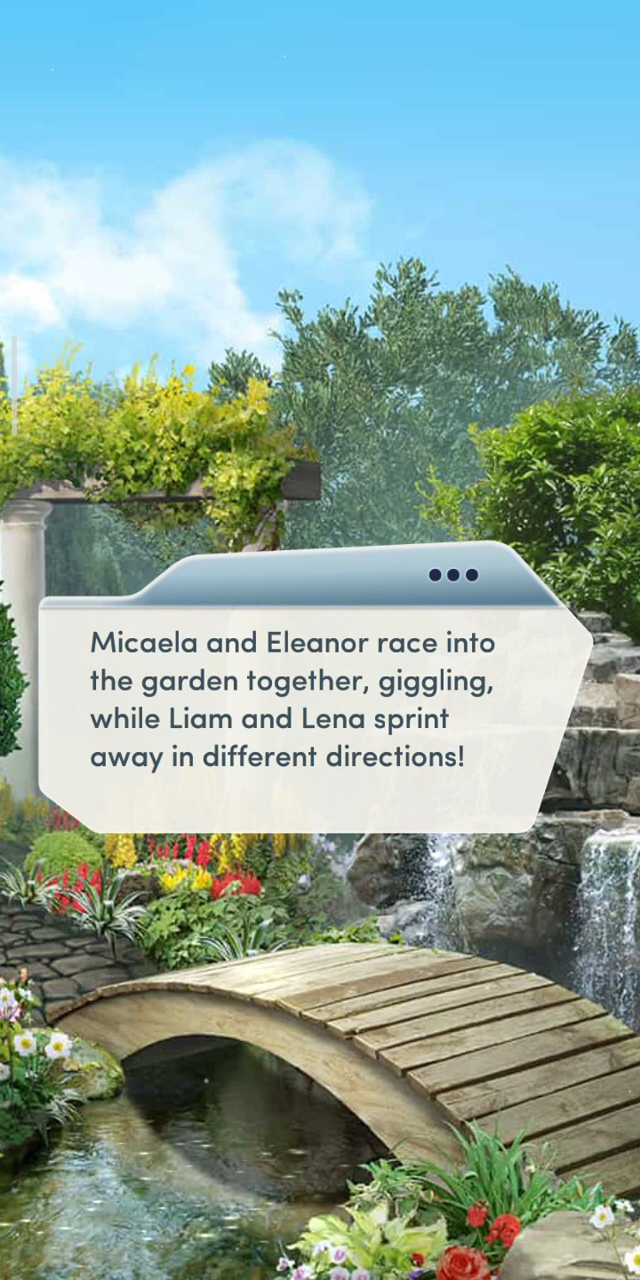 Micaela and Eleanor race into
the garden together, giggling,
while Liam and Lena sprint
away in different directions!